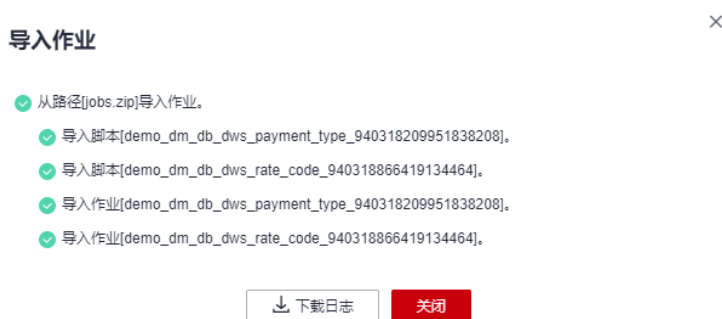 导入作业
从路径[jobs.zip]导入作业。
导入脚本[demo_dm_db_dws_payment_type_940318209951838208]。
导入脚本[demo_dm_db_dws_rate_code_940318866419134464]。
导入作业[demo_dm_db_dws_payment_type_940318209951838208]。
导入作业[demo_dm_db_dws_rate_code_940318866419134464]。
下载日志
关闭